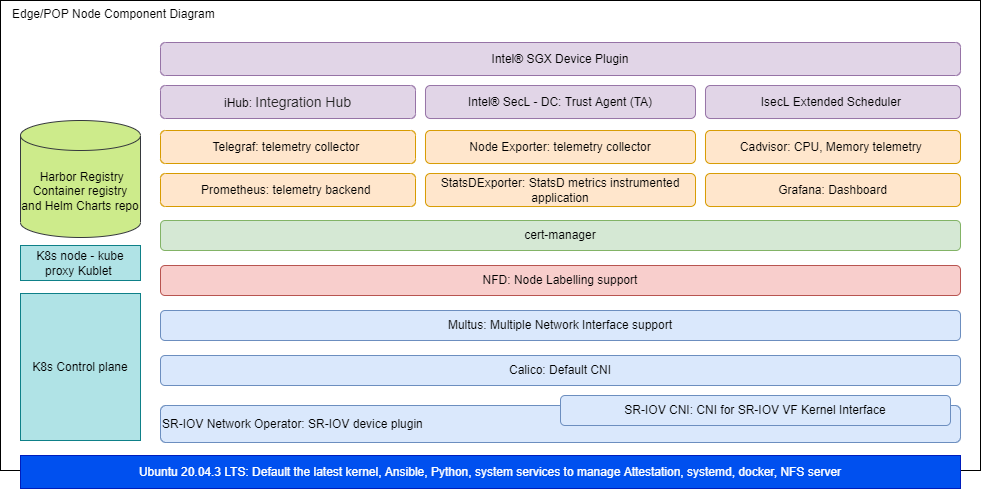 Edge/POP Node Component Diagram
Intel® SGX Device Plugin
iHub: Integration Hub
Intel® SecL - DC: Trust Agent (TA)
IsecL Extended Scheduler
Telegraf: telemetry collector
Node Exporter: telemetry collector
Cadvisor: CPU, Memory telemetry
Harbor Registry
Container registry
and Helm Charts repo
Prometheus: telemetry backend
StatsDExporter: StatsD metrics instrumented
application
Grafana: Dashboard
cert-manager
K8s node - kube
proxy Kublet
NFD: Node Labelling support
Multus: Multiple Network Interface support
K8s Control plane
Calico: Default CNI
SR-IOV CNI: CNI for SR-IOV VF Kernel Interface
SR-IOV Network Operator: SR-IOV device plugin
Ubuntu 20.04.3 LTS: Default the latest kernel, Ansible, Python, system services to manage Attestation, systemd, docker, NFS server